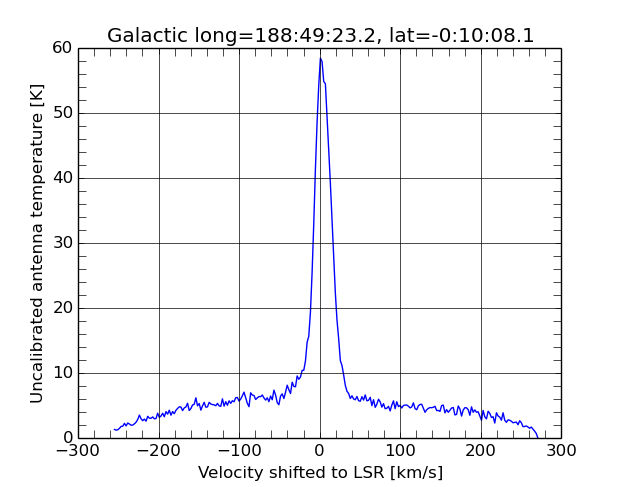 Galactic long=188:49:23.2, lat=-0:10:08.1
Uncalibrated antenna temperature [K]
60
50
40
30
20
10
0
−300 −200 −100 0 100 200 300
Velocity shifted to LSR [km/s]